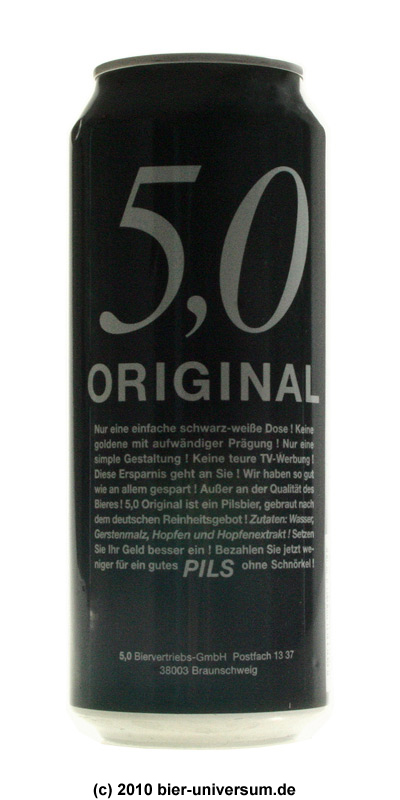 5,0
ORIGINAL
Nur eine einfache schwarz-weiße Dose ! Keine
goldene mit aufwändiger Prägung ! Nur eine
simple Gestaltung ! Keine teure TV-Werbung !
Diese Ersparnis geht an Sie ! Wir haben so gut
wie an allem gespart ! Außer an der Qualität des
Bieres ! 5,0 Original ist ein Pilsbier, gebraut nach
dem deutschen Reinheitsgebot ! Zutaten: Wasser,
Gerstenmalz, Hopfen und Hopfenextrakt ! Setzen
Sie Ihr Geld besser ein ! Bezahlen Sie jetzt we-
niger für ein gutes PILS ohne Schnörkel !
5,0 Biervertriebs-GmbH Postfach 13 37
38003 Braunschweig
(c) 2010 bier-universum.de